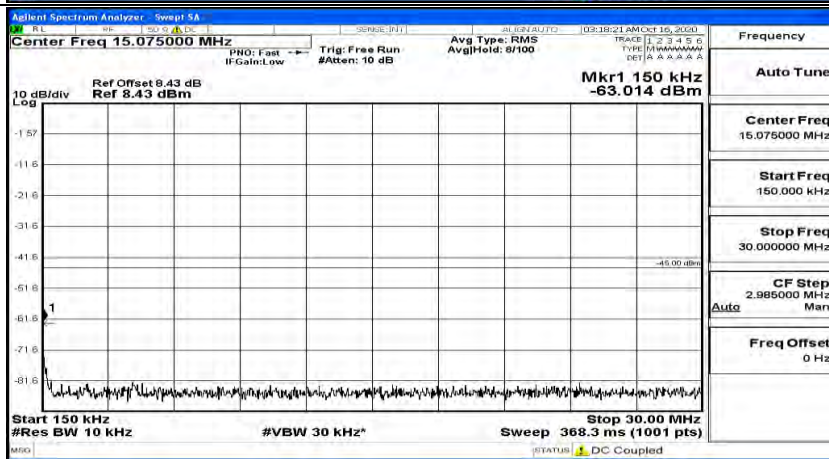 Agilent Spectrum Analyzer - Swept SA
RL RF 50 Ω DC SENSE:INT ALIGN AUTO 03:18:21 AM Oct 16, 2020
Center Freq 15.075000 MHz
PNO: Fast
IFGain:Low
Trig: Free Run
#Atten: 10 dB
Avg Type: RMS
Avg|Hold: 8/100
TRACE 1 2 3 4 5 6
TYPE MWWWWW
DET A A A A A A
Ref Offset 8.43 dB
10 dB/div Ref 8.43 dBm
Log
Mkr1 150 kHz
-63.014 dBm
-1.57
-11.6
-21.6
-31.6
-41.6
-45.00 dBm
-51.6
1
-61.6
-71.6
-81.6
Start 150 kHz Stop 30.00 MHz
#Res BW 10 kHz #VBW 30 kHz* Sweep 368.3 ms (1001 pts)
MSG STATUS DC Coupled
Frequency
Auto Tune
Center Freq
15.075000 MHz
Start Freq
150.000 kHz
Stop Freq
30.000000 MHz
CF Step
2.985000 MHz
Auto Man
Freq Offset
0 Hz